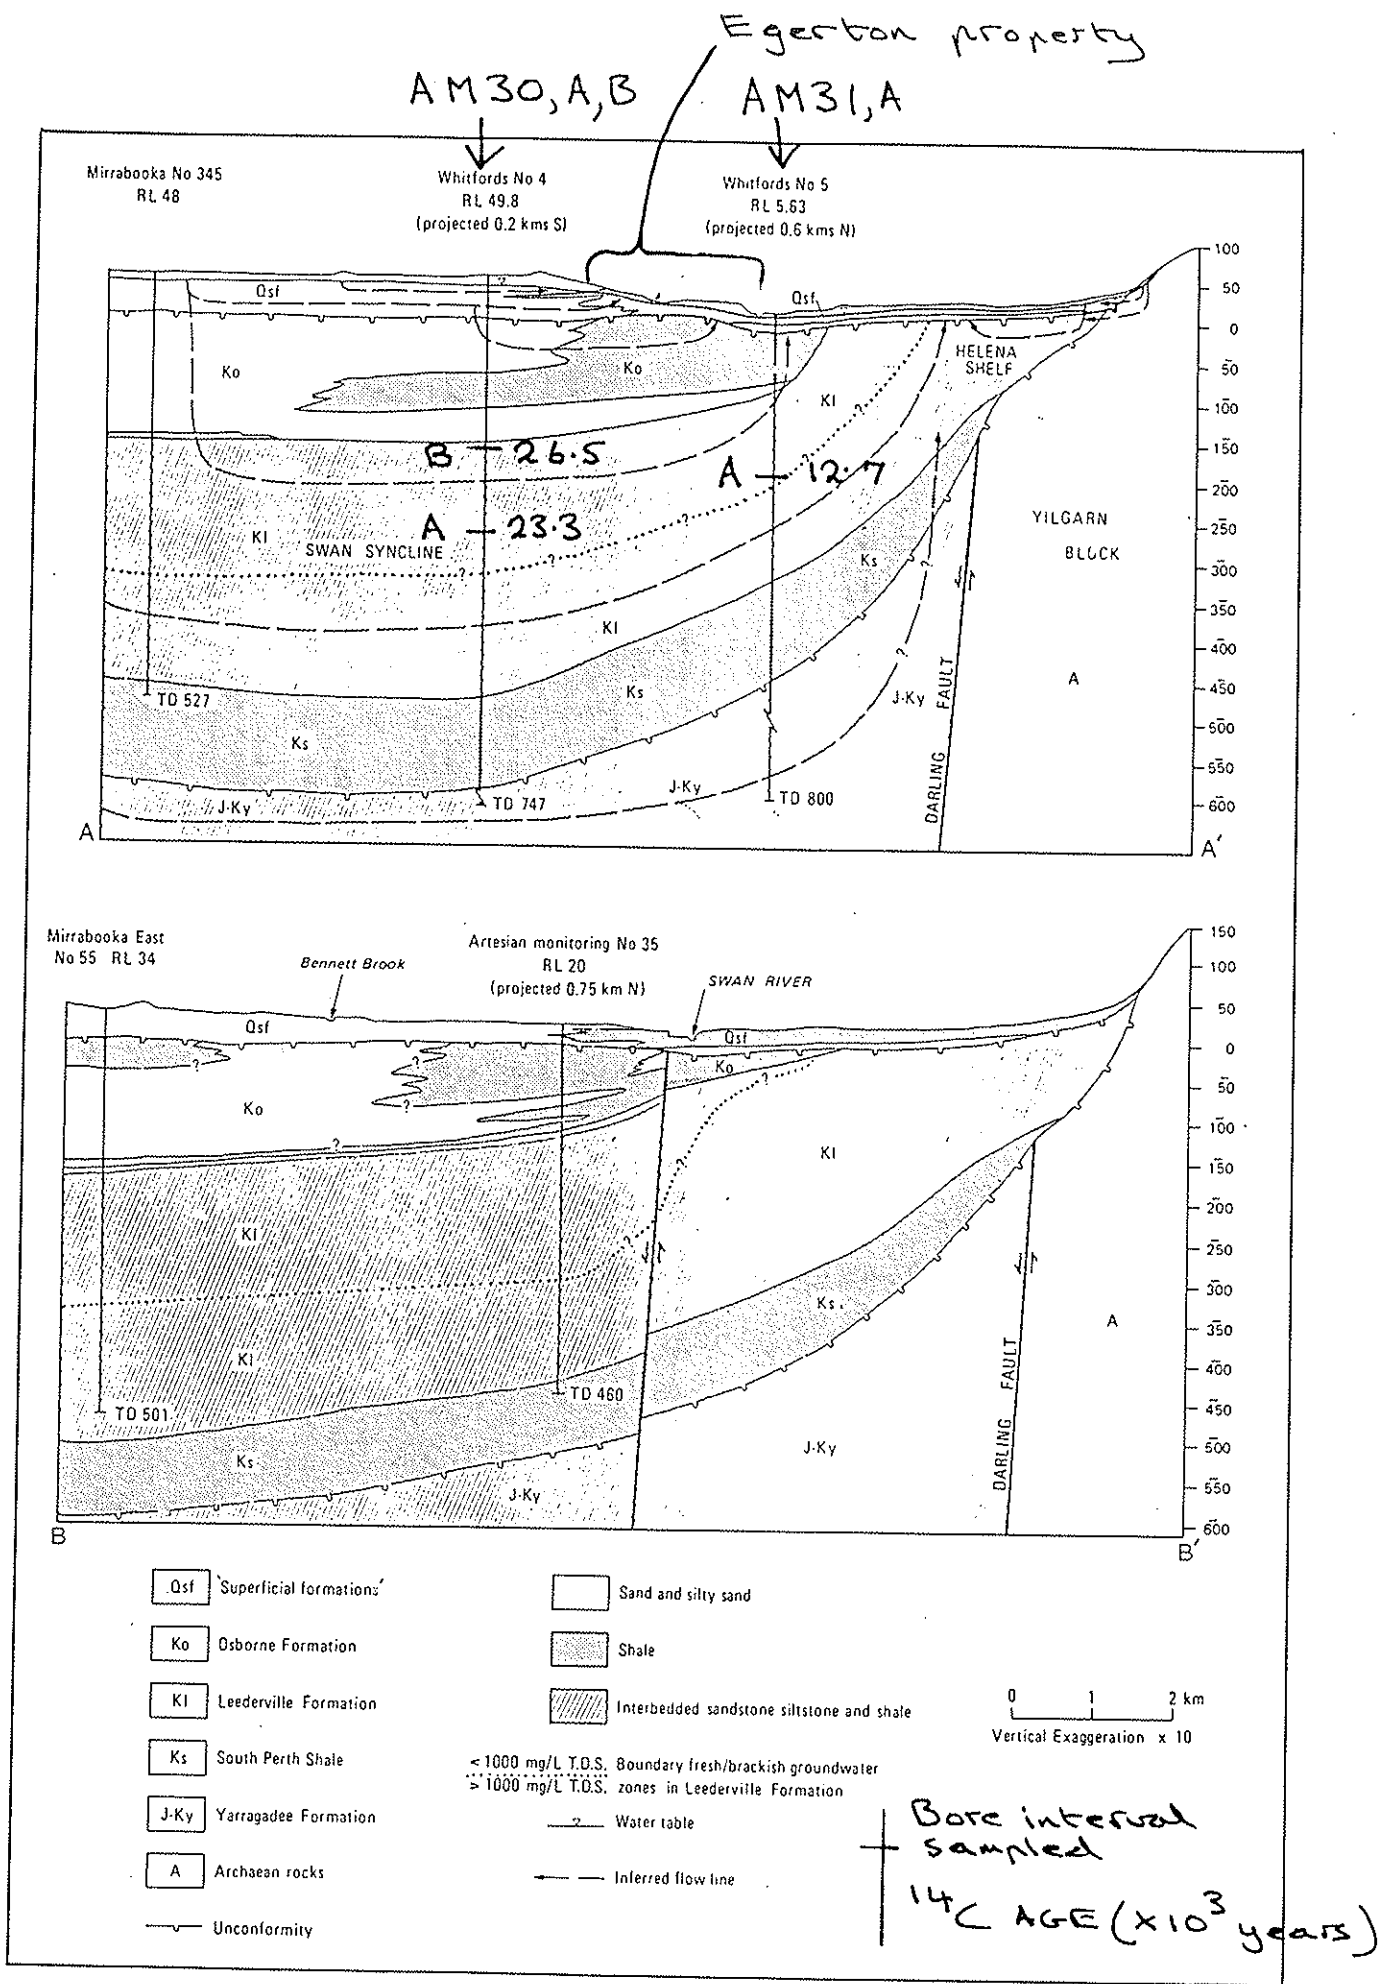 Egerton property
AM30, A, B
AM31, A
Mirrabooka No 345
RL 48
Whitfords No 4
RL 49.8
(projected 0.2 kms S)
Whitfords No 5
RL 5.63
(projected 0.6 kms N)
100
50
0
50
100
150
200
250
300
350
400
450
500
550
600
?
Qsf
Qsf
Ko
Ko
HELENA
SHELF
Kl
?
B — 26.5
A — 12.7
?
A — 23.3
Kl
SWAN SYNCLINE
?
?
YILGARN
BLOCK
Ks
?
Kl
?
Ks
J-Ky
A
TD 527
Ks
J-Ky
TD 747
J-Ky
TD 800
DARLING FAULT
A
A'
Mirrabooka East
No 55 RL 34
Bennett Brook
Artesian monitoring No 35
RL 20
(projected 0.75 km N)
SWAN RIVER
150
100
50
0
50
100
150
200
250
300
350
400
450
500
550
600
Qsf
Qsf
?
?
Ko
?
?
Ko
?
?
Kl
Kl
?
Ks
A
Kl
TD 460
TD 501
Ks
J-Ky
J-Ky
DARLING FAULT
B
B'
Qsf 'Superficial formations'
Ko Osborne Formation
Kl Leederville Formation
Ks South Perth Shale
J-Ky Yarragadee Formation
A Archaean rocks
Unconformity
Sand and silty sand
Shale
Interbedded sandstone siltstone and shale
< 1000 mg/L T.D.S. Boundary fresh/brackish groundwater
> 1000 mg/L T.D.S. zones in Leederville Formation
? Water table
Inferred flow line
0 1 2 km
Vertical Exaggeration x 10
Bore interval
sampled
14C AGE (x10³ years)